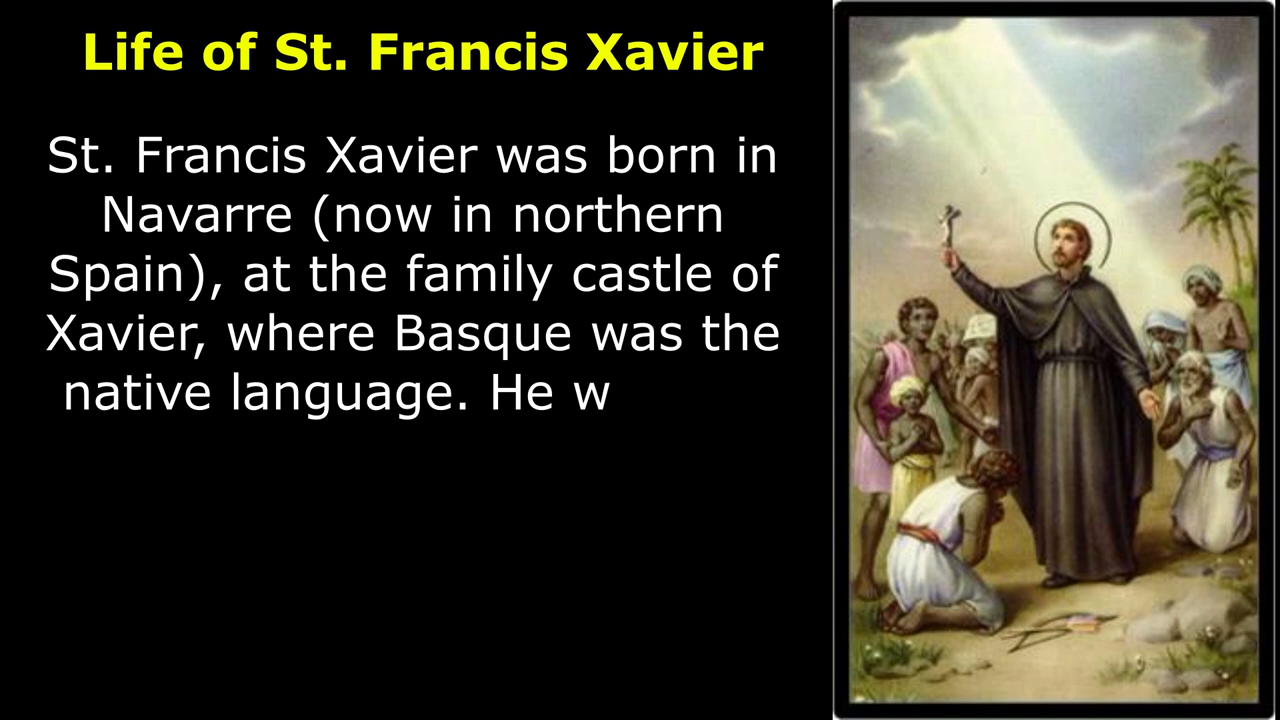 Life of St. Francis Xavier
St. Francis Xavier was born in
Navarre (now in northern
Spain), at the family castle of
Xavier, where Basque was the
native language. He w